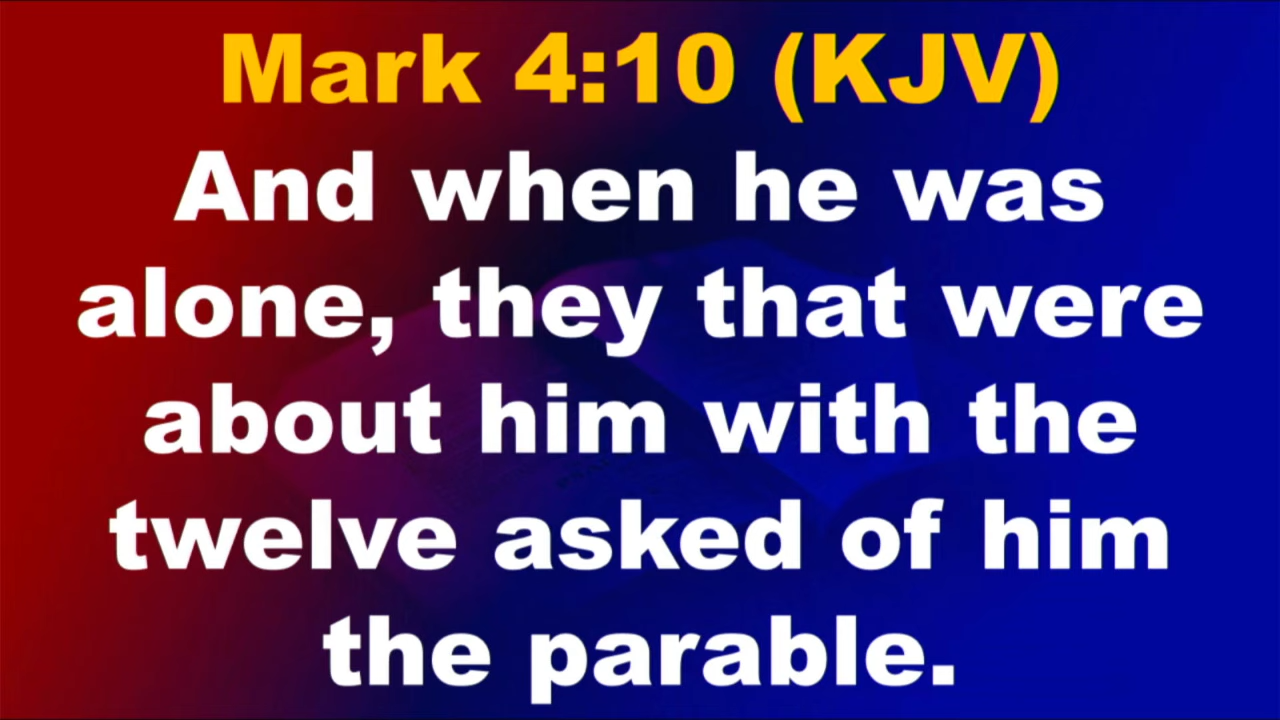 Mark 4:10 (KJV)
And when he was
alone, they that were
about him with the
twelve asked of him
the parable.